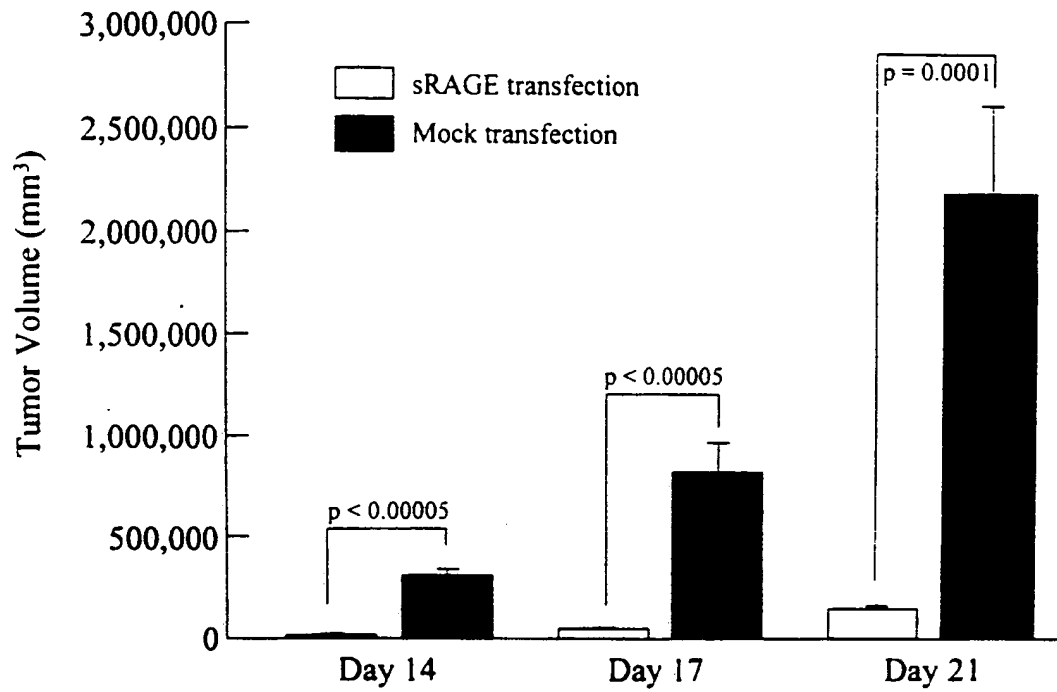 3,000,000
2,500,000
2,000,000
1,500,000
1,000,000
500,000
0
Tumor Volume (mm³)
sRAGE transfection
Mock transfection
p < 0.00005
p < 0.00005
p = 0.0001
Day 14
Day 17
Day 21